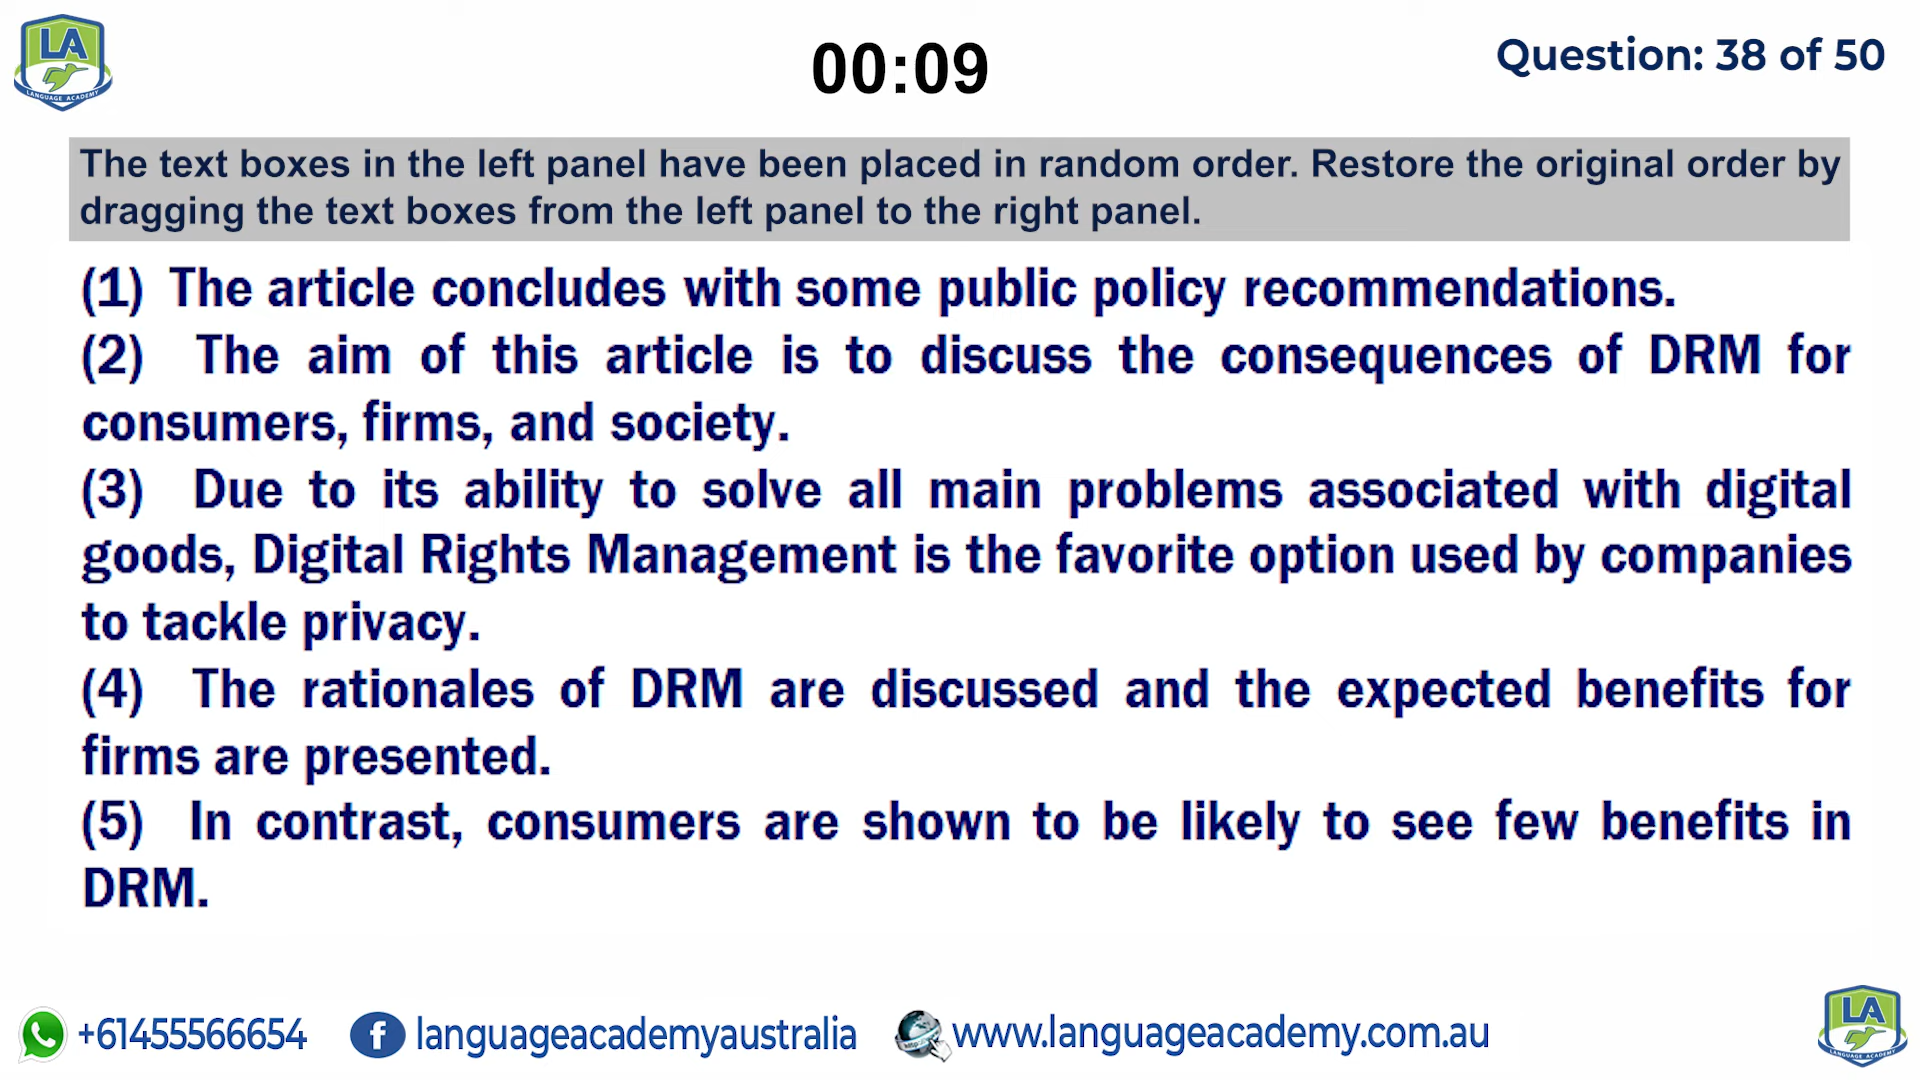 LA
LANGUAGE ACADEMY
00:09
Question: 38 of 50
The text boxes in the left panel have been placed in random order. Restore the original order by
dragging the text boxes from the left panel to the right panel.
(1) The article concludes with some public policy recommendations.
(2) The aim of this article is to discuss the consequences of DRM for
consumers, firms, and society.
(3) Due to its ability to solve all main problems associated with digital
goods, Digital Rights Management is the favorite option used by companies
to tackle privacy.
(4) The rationales of DRM are discussed and the expected benefits for
firms are presented.
(5) In contrast, consumers are shown to be likely to see few benefits in
DRM.
+61455566654
f
languageacademyaustralia
www.languageacademy.com.au
LA
LANGUAGE ACADEMY